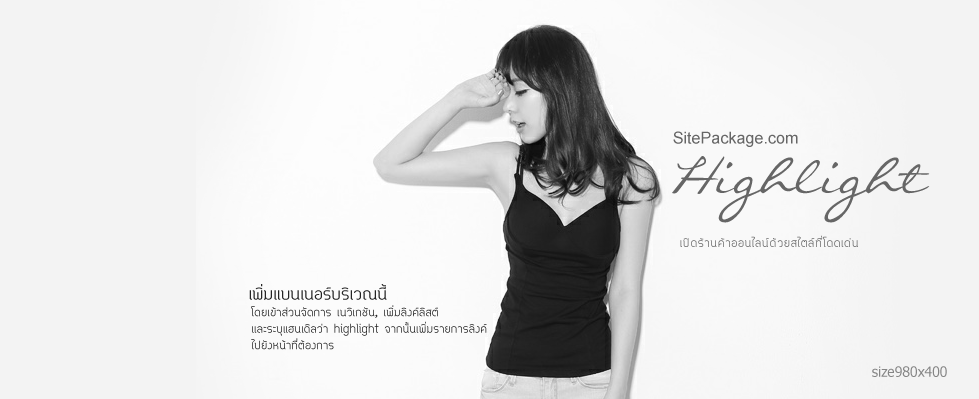 SitePackage.com
Highlight
เปิดร้านค้าออนไลน์ด้วยสไตล์ที่โดดเด่น
เพิ่มแบนเนอร์บริเวณนี้
โดยเข้าส่วนจัดการ เนวิเกชัน, เพิ่มลิงค์ลิสต์
และระบุแฮนเดิลว่า highlight จากนั้นเพิ่มรายการลิงค์
ไปยังหน้าที่ต้องการ
size980x400